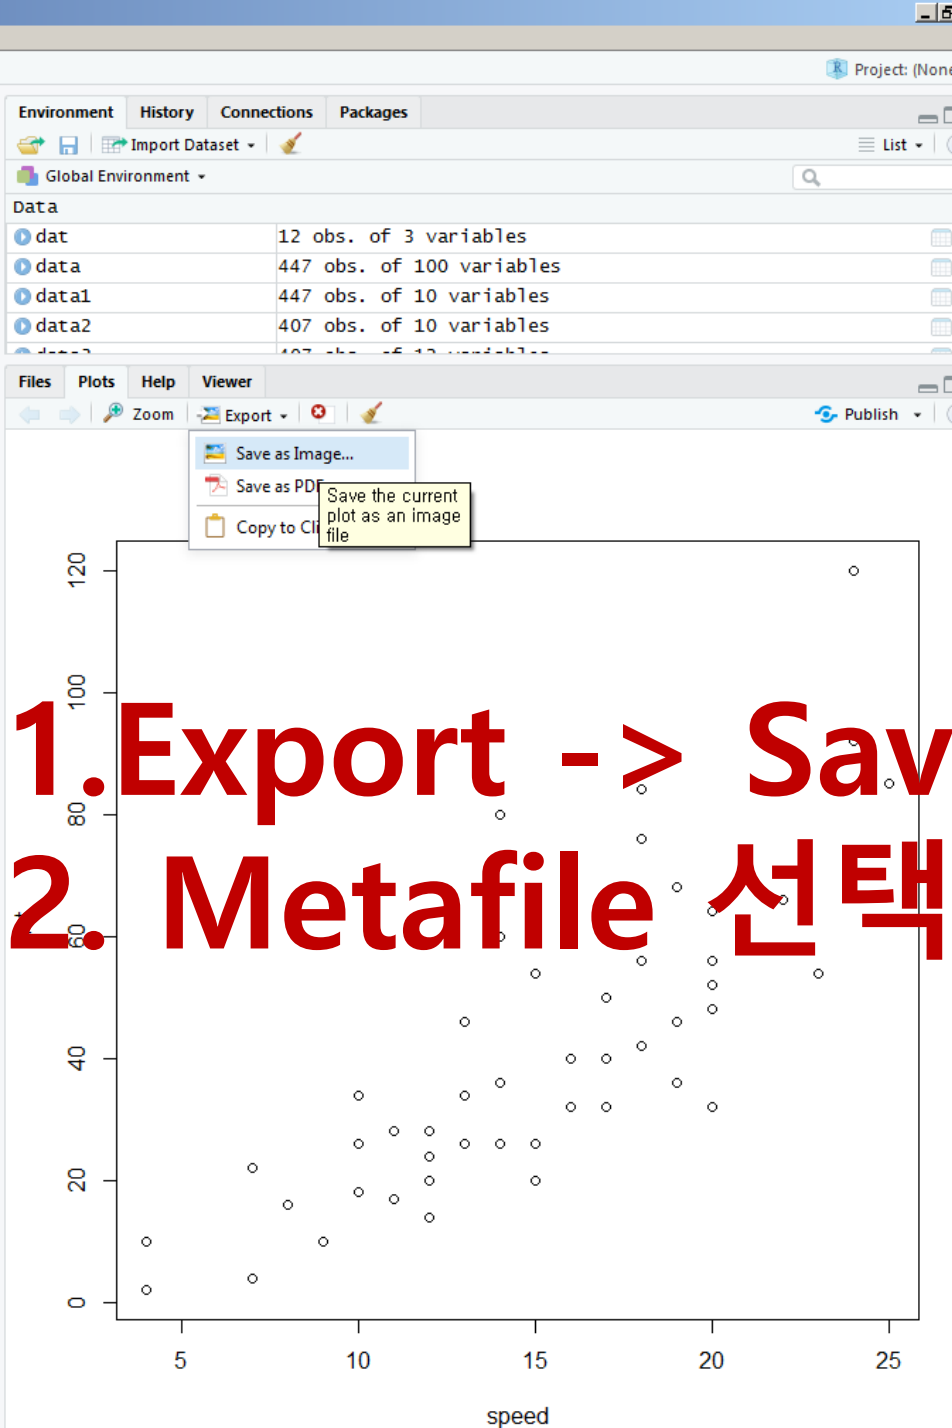 Project: (None
Environment History Connections Packages
Import Dataset List
Global Environment
Data
dat 12 obs. of 3 variables
data 447 obs. of 100 variables
data1 447 obs. of 10 variables
data2 407 obs. of 10 variables
Files Plots Help Viewer
Zoom Export Publish
Save as Image...
Save as PDF
Copy to Cli
Save the current
plot as an image
file
120
100
1.Export -> Sav
80
2. Metafile 선택
60
40
20
0
5 10 15 20 25
speed